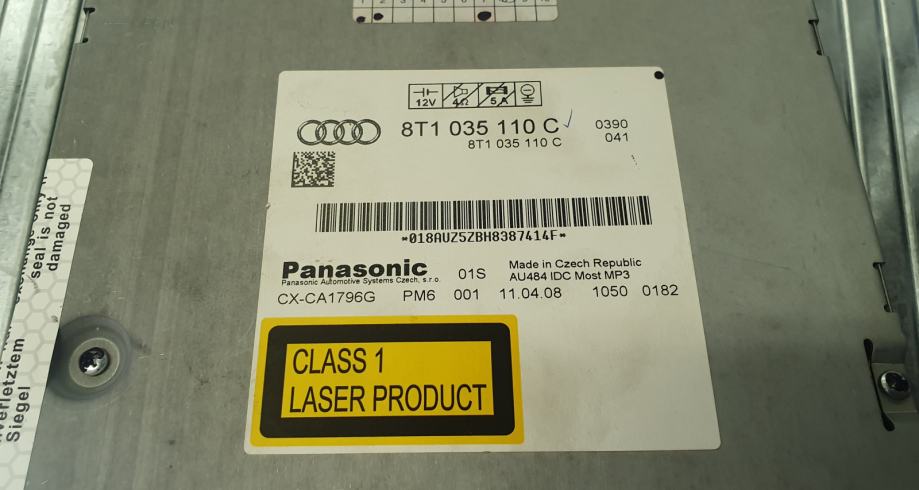 12V 4Ω 5A
8T1 035 110 C 0390
8T1 035 110 C 041
*018AUZ5ZBH8387414F*
Panasonic 01S Made in Czech Republic
Panasonic Automotive Systems Czech, s.r.o. AU484 IDC Most MP3
CX-CA1796G PM6 001 11.04.08 1050 0182
CLASS 1
LASER PRODUCT
seal is not
damaged
Siegel